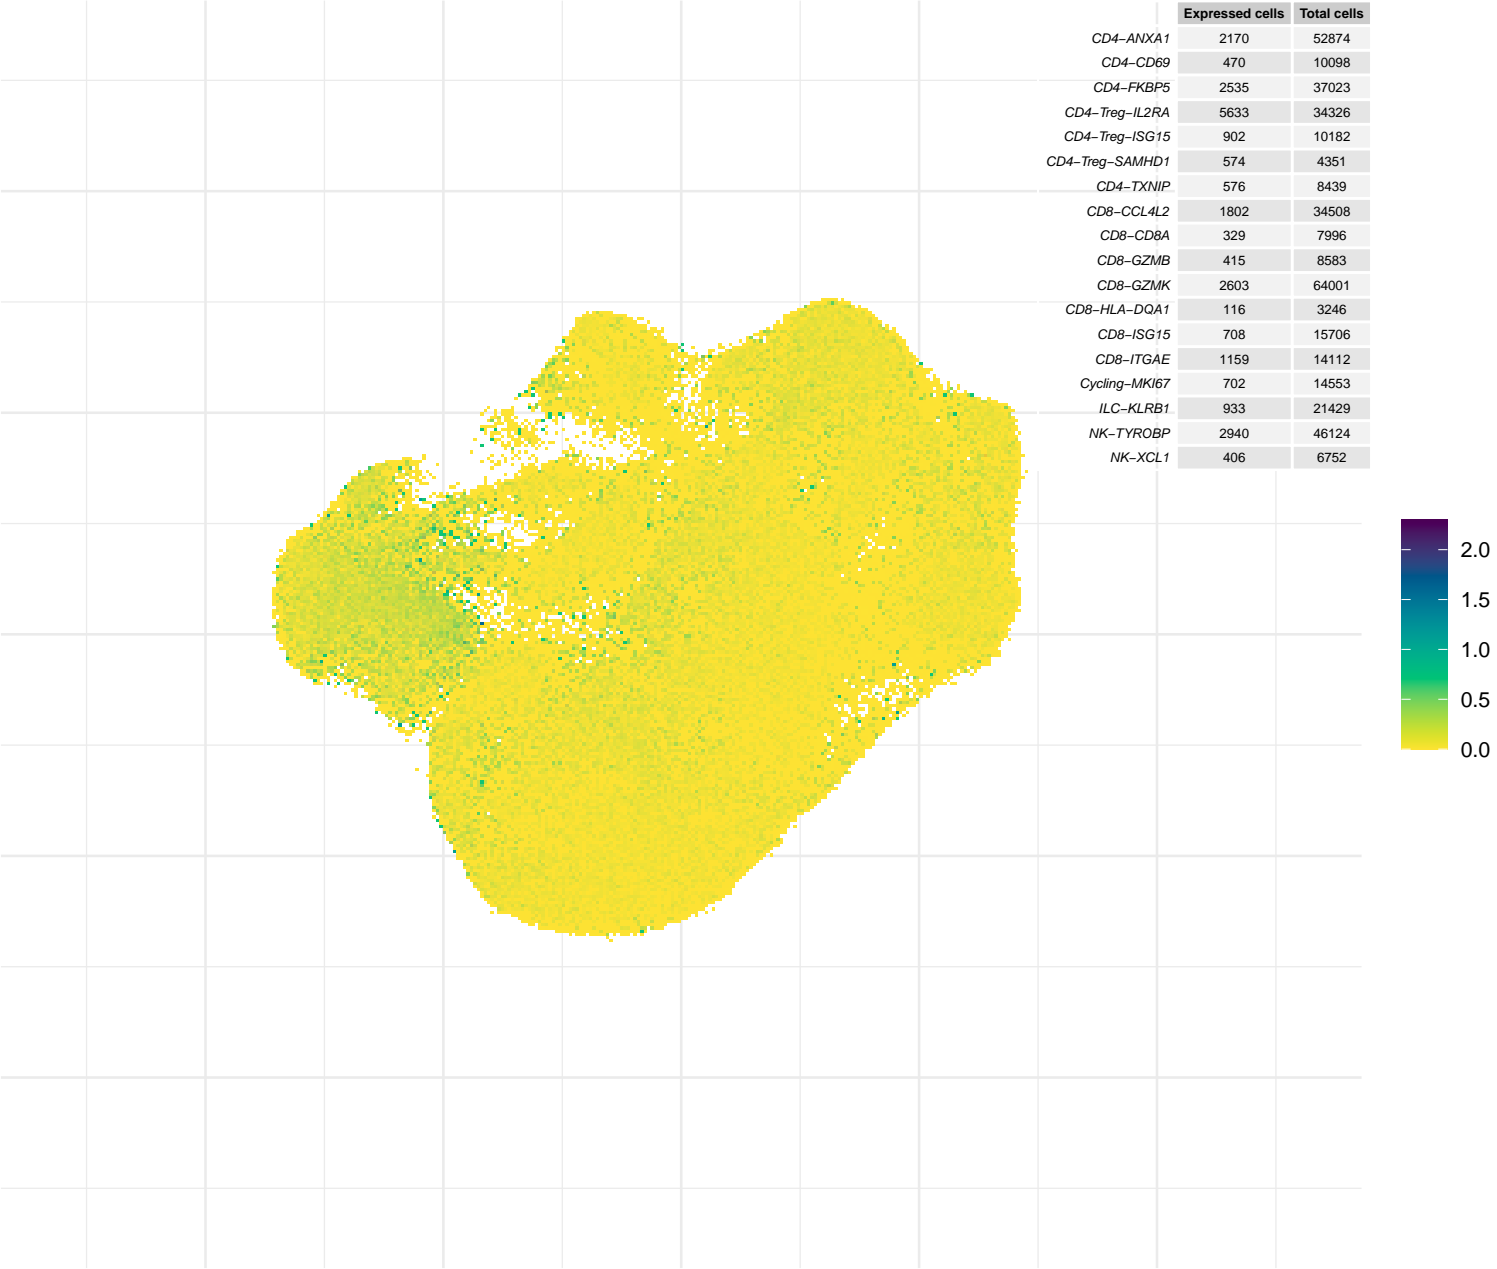 Expressed cells Total cells
CD4−ANXA1 2170 52874
CD4−CD69 470 10098
CD4−FKBP5 2535 37023
CD4−Treg−IL2RA 5633 34326
CD4−Treg−ISG15 902 10182
CD4−Treg−SAMHD1 574 4351
CD4−TXNIP 576 8439
CD8−CCL4L2 1802 34508
CD8−CD8A 329 7996
CD8−GZMB 415 8583
CD8−GZMK 2603 64001
CD8−HLA−DQA1 116 3246
CD8−ISG15 708 15706
CD8−ITGAE 1159 14112
Cycling−MKI67 702 14553
ILC−KLRB1 933 21429
NK−TYROBP 2940 46124
NK−XCL1 406 6752
2.0
1.5
1.0
0.5
0.0